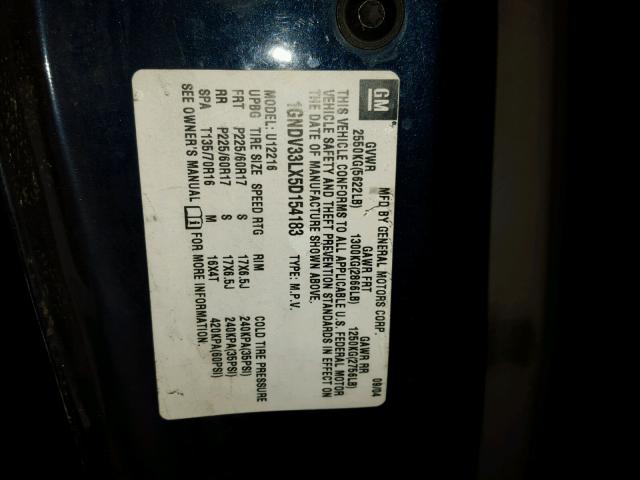 GM
MFD BY GENERAL MOTORS CORP. 09/04
GVWR GAWR FRT GAWR RR
2550KG(5622LB) 1300KG(2866LB) 1250KG(2756LB)
THIS VEHICLE CONFORMS TO ALL APPLICABLE U.S. FEDERAL MOTOR
VEHICLE SAFETY AND THEFT PREVENTION STANDARDS IN EFFECT ON
THE DATE OF MANUFACTURE SHOWN ABOVE.
1GNDV33LX5D154183 TYPE: M.P.V.
MODEL: U12216
UPBG TIRE SIZE SPEED RTG RIM COLD TIRE PRESSURE
FRT P225/60R17 S 17X6.5J 240KPA(35PSI)
RR P225/60R17 S 17X6.5J 240KPA(35PSI)
SPA T135/70R16 M 16X4T 420KPA(60PSI)
SEE OWNER'S MANUAL FOR MORE INFORMATION.